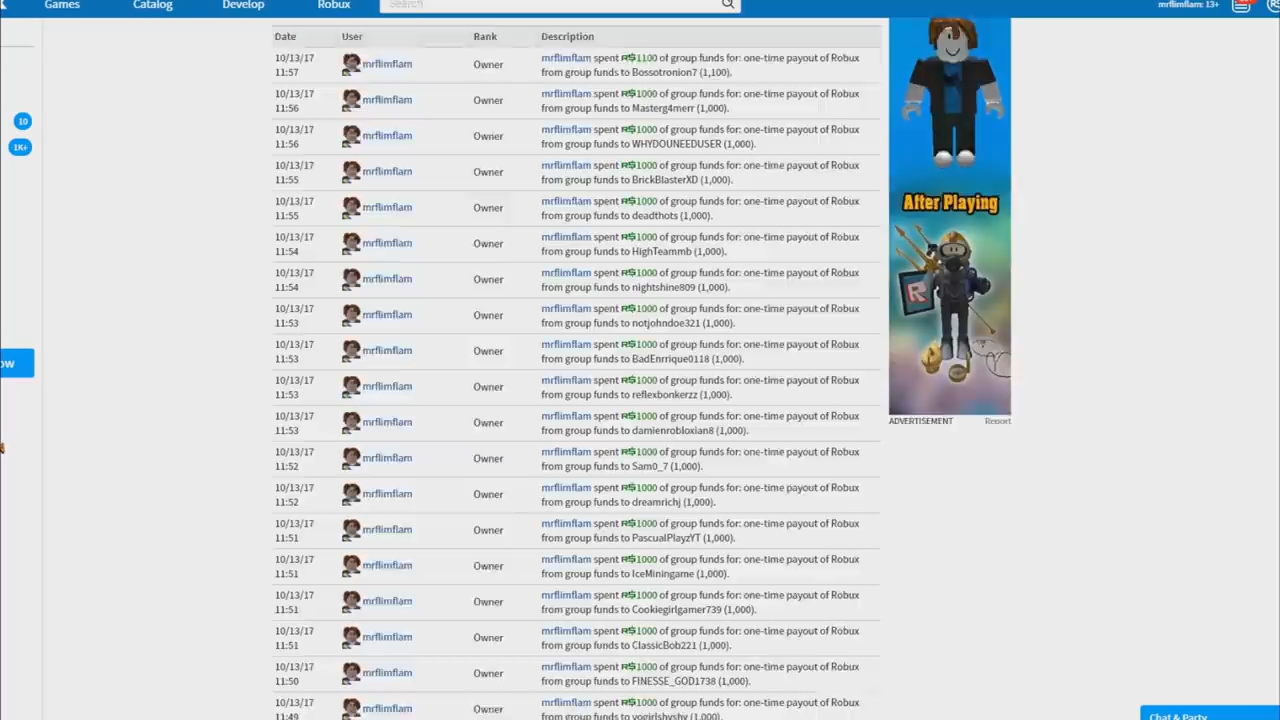 Games Catalog Develop Robux Search mrflimflam: 13+
Date User Rank Description
10/13/17 11:57 mrflimflam Owner mrflimflam spent R$1100 of group funds for: one-time payout of Robux
from group funds to Bossotronion7 (1,100).
10/13/17 11:56 mrflimflam Owner mrflimflam spent R$1000 of group funds for: one-time payout of Robux
from group funds to Masterg4merr (1,000).
10/13/17 11:56 mrflimflam Owner mrflimflam spent R$1000 of group funds for: one-time payout of Robux
from group funds to WHYDOUNEEDUSER (1,000).
10/13/17 11:55 mrflimflam Owner mrflimflam spent R$1000 of group funds for: one-time payout of Robux
from group funds to BrickBlasterXD (1,000).
10/13/17 11:55 mrflimflam Owner mrflimflam spent R$1000 of group funds for: one-time payout of Robux
from group funds to deadthots (1,000).
10/13/17 11:54 mrflimflam Owner mrflimflam spent R$1000 of group funds for: one-time payout of Robux
from group funds to HighTeammb (1,000).
10/13/17 11:54 mrflimflam Owner mrflimflam spent R$1000 of group funds for: one-time payout of Robux
from group funds to nightshine809 (1,000).
10/13/17 11:53 mrflimflam Owner mrflimflam spent R$1000 of group funds for: one-time payout of Robux
from group funds to notjohndoe321 (1,000).
10/13/17 11:53 mrflimflam Owner mrflimflam spent R$1000 of group funds for: one-time payout of Robux
from group funds to BadEnrrique0118 (1,000).
10/13/17 11:53 mrflimflam Owner mrflimflam spent R$1000 of group funds for: one-time payout of Robux
from group funds to reflexbonkerzz (1,000).
10/13/17 11:53 mrflimflam Owner mrflimflam spent R$1000 of group funds for: one-time payout of Robux
from group funds to damienrobloxian8 (1,000).
10/13/17 11:52 mrflimflam Owner mrflimflam spent R$1000 of group funds for: one-time payout of Robux
from group funds to Sam0_7 (1,000).
10/13/17 11:52 mrflimflam Owner mrflimflam spent R$1000 of group funds for: one-time payout of Robux
from group funds to dreamrichj (1,000).
10/13/17 11:51 mrflimflam Owner mrflimflam spent R$1000 of group funds for: one-time payout of Robux
from group funds to PascualPlayzYT (1,000).
10/13/17 11:51 mrflimflam Owner mrflimflam spent R$1000 of group funds for: one-time payout of Robux
from group funds to IceMiningame (1,000).
10/13/17 11:51 mrflimflam Owner mrflimflam spent R$1000 of group funds for: one-time payout of Robux
from group funds to Cookiegirlgamer739 (1,000).
10/13/17 11:51 mrflimflam Owner mrflimflam spent R$1000 of group funds for: one-time payout of Robux
from group funds to ClassicBob221 (1,000).
10/13/17 11:50 mrflimflam Owner mrflimflam spent R$1000 of group funds for: one-time payout of Robux
from group funds to FINESSE_GOD1738 (1,000).
10/13/17 11:49 mrflimflam Owner mrflimflam spent R$1000 of group funds for: one-time payout of Robux
from group funds to yogirlshyshy (1,000).
10
1K+
ow
After Playing
R
ADVERTISEMENT Report
Chat & Party